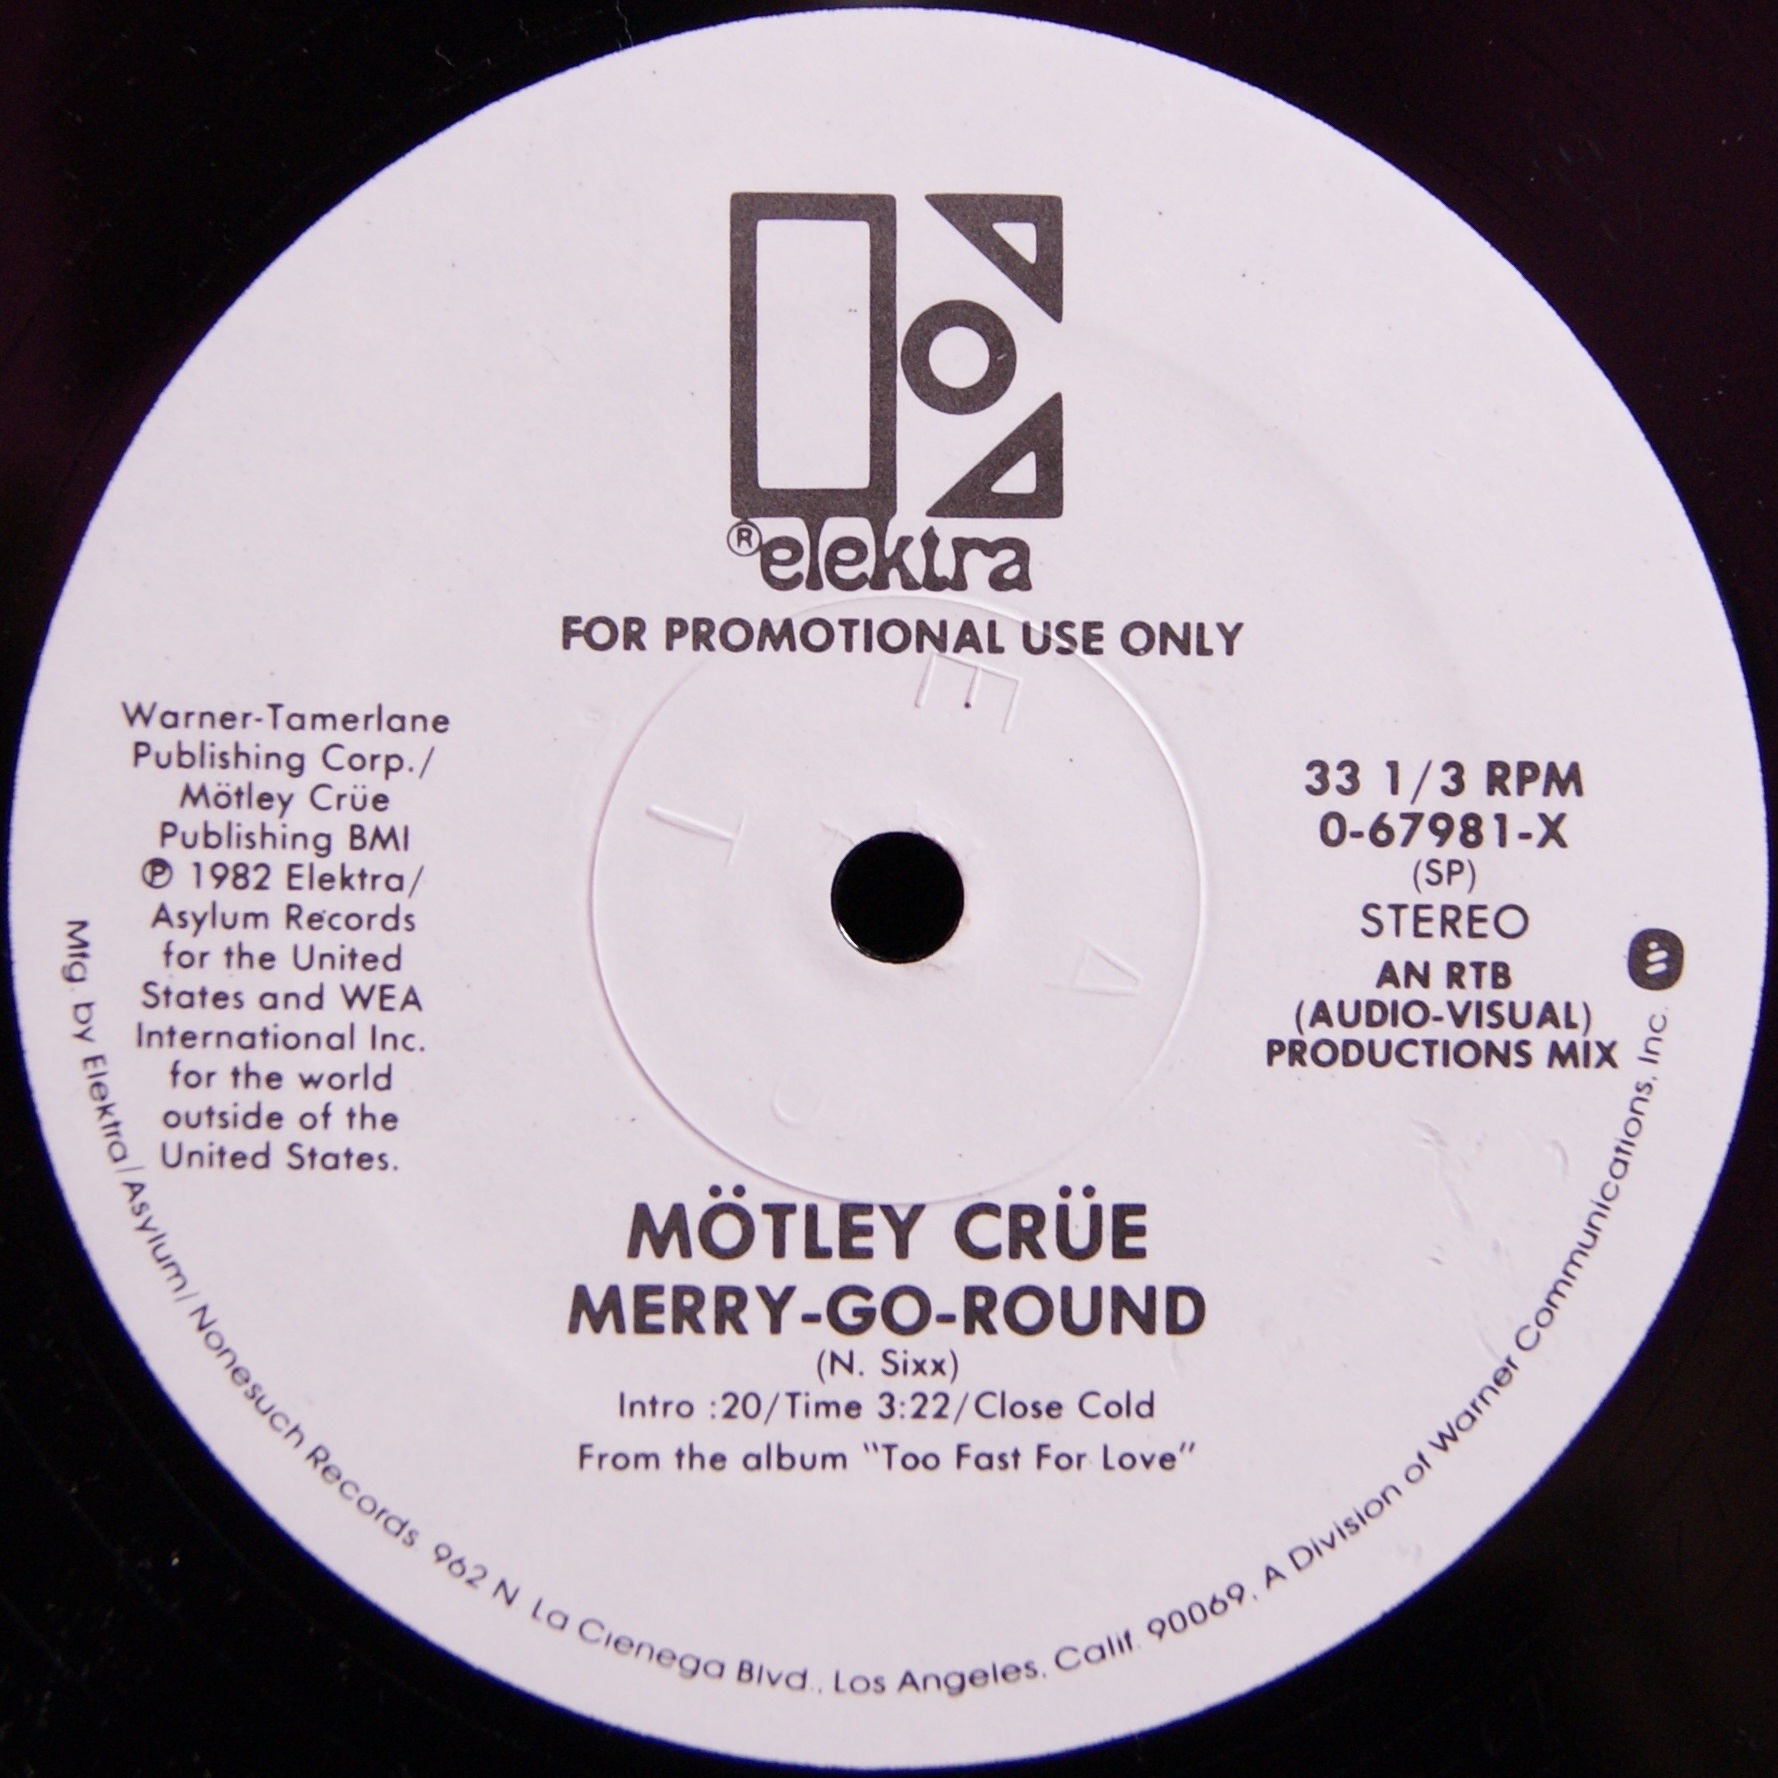 ® elektra
FOR PROMOTIONAL USE ONLY
Warner-Tamerlane
Publishing Corp./
Mötley Crüe
Publishing BMI
℗ 1982 Elektra/
Asylum Records
for the United
States and WEA
International Inc.
for the world
outside of the
United States.
33 1/3 RPM
0-67981-X
(SP)
STEREO
AN RTB
(AUDIO-VISUAL)
PRODUCTIONS MIX
MÖTLEY CRÜE
MERRY-GO-ROUND
(N. Sixx)
Intro :20/Time 3:22/Close Cold
From the album "Too Fast For Love"
Mfg. by Elektra/Asylum/Nonesuch Records 962 N. La Cienega Blvd., Los Angeles, Calif. 90069, A Division of Warner Communications, Inc.